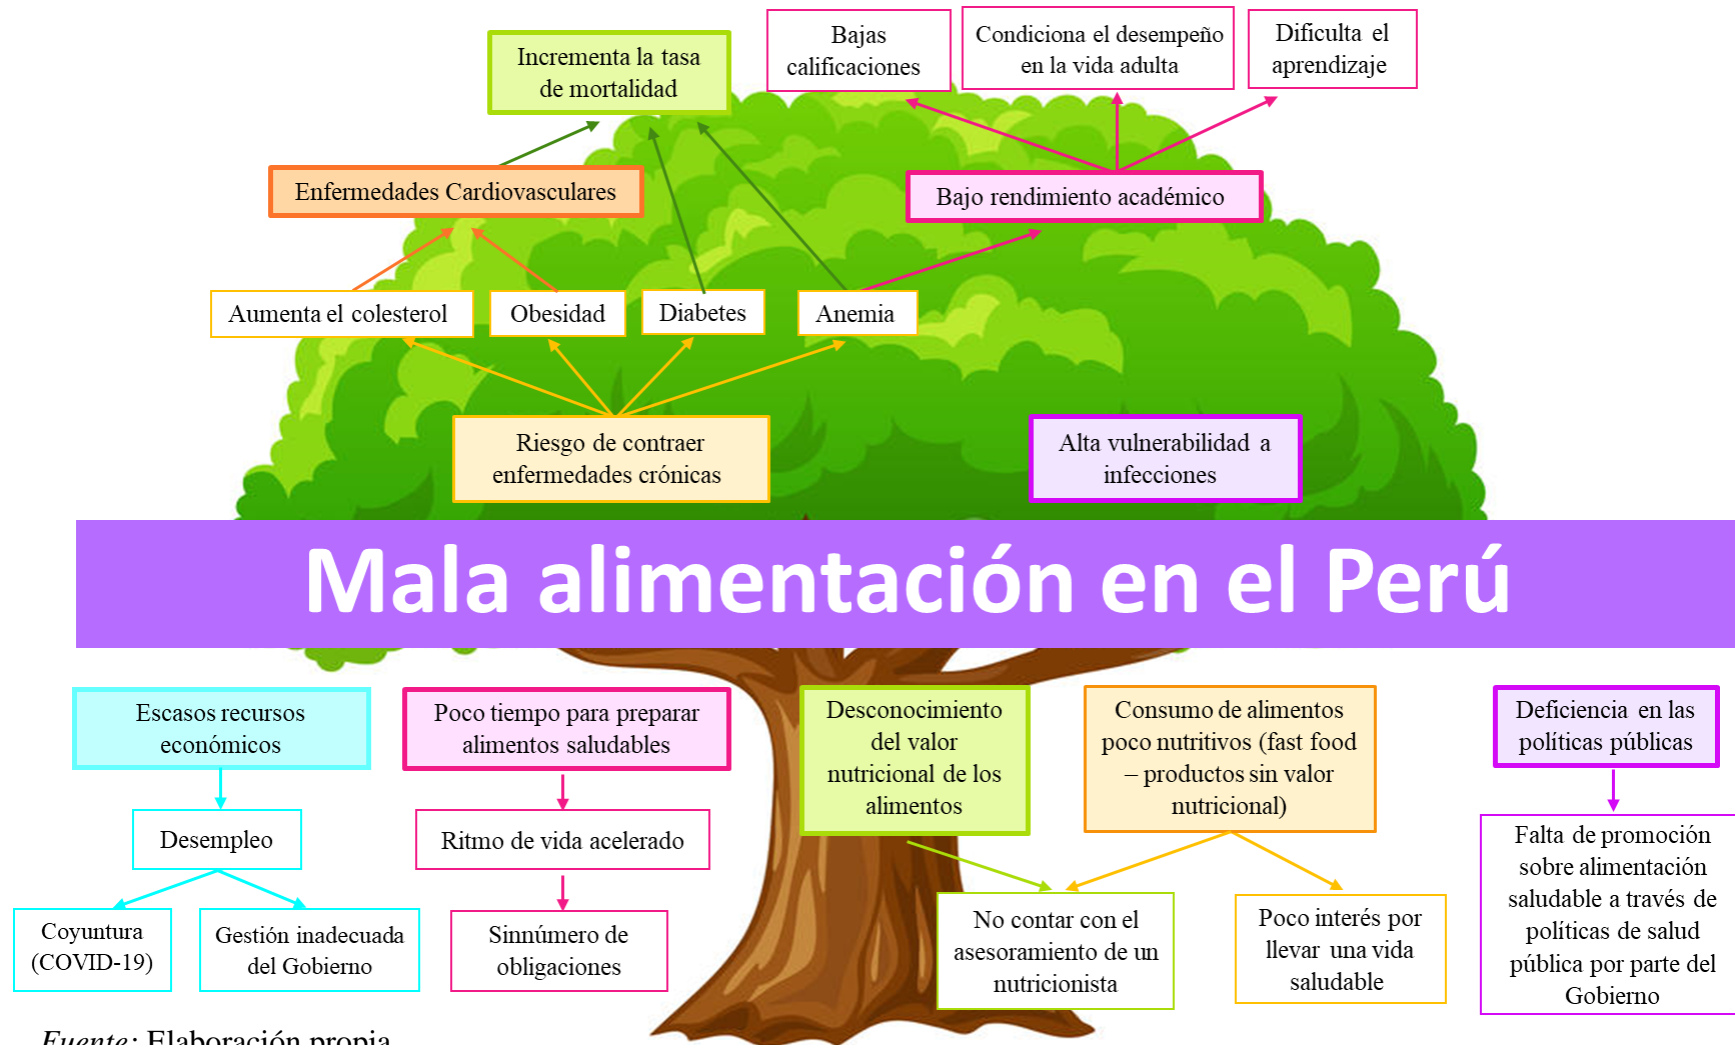 Incrementa la tasa
de mortalidad
Bajas
calificaciones
Condiciona el desempeño
en la vida adulta
Dificulta el
aprendizaje
Enfermedades Cardiovasculares
Bajo rendimiento académico
Aumenta el colesterol
Obesidad
Diabetes
Anemia
Riesgo de contraer
enfermedades crónicas
Alta vulnerabilidad a
infecciones
Mala alimentación en el Perú
Escasos recursos
económicos
Poco tiempo para preparar
alimentos saludables
Desconocimiento
del valor
nutricional de los
alimentos
Consumo de alimentos
poco nutritivos (fast food
– productos sin valor
nutricional)
Deficiencia en las
políticas públicas
Desempleo
Ritmo de vida acelerado
Coyuntura
(COVID-19)
Gestión inadecuada
del Gobierno
Sinnúmero de
obligaciones
No contar con el
asesoramiento de un
nutricionista
Poco interés por
llevar una vida
saludable
Falta de promoción
sobre alimentación
saludable a través de
políticas de salud
pública por parte del
Gobierno
Fuente: Elaboración propia